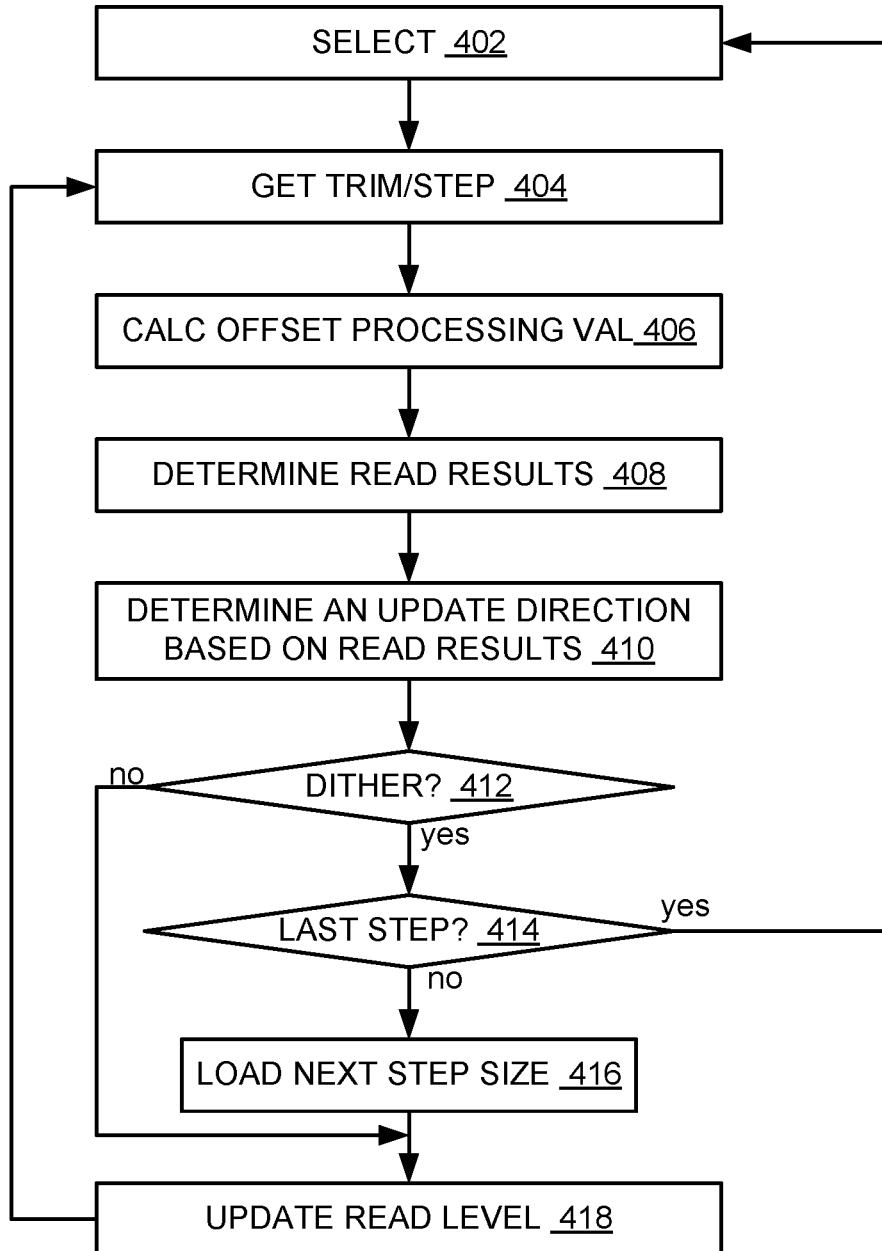 SELECT 402
GET TRIM/STEP 404
CALC OFFSET PROCESSING VAL 406
DETERMINE READ RESULTS 408
DETERMINE AN UPDATE DIRECTION
BASED ON READ RESULTS 410
no
DITHER? 412
yes
LAST STEP? 414
yes
no
LOAD NEXT STEP SIZE 416
UPDATE READ LEVEL 418